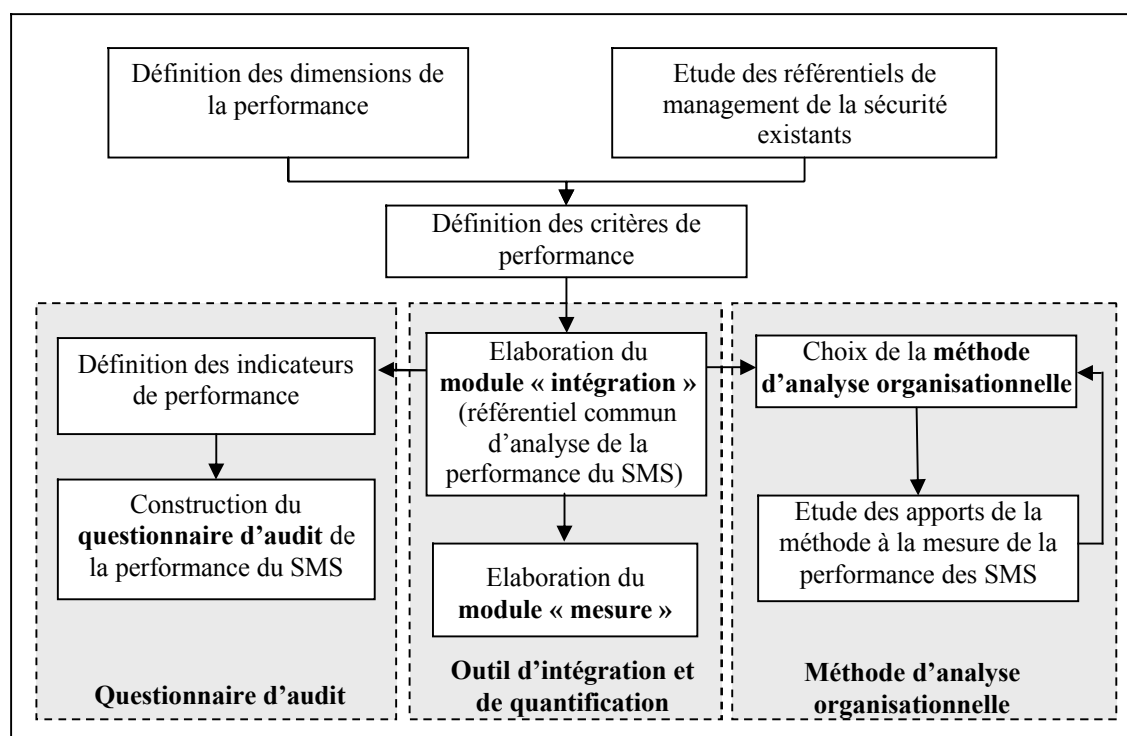 Définition des dimensions de
la performance
Etude des référentiels de
management de la sécurité
existants
Définition des critères de
performance
Définition des indicateurs
de performance
Construction du
questionnaire d'audit de
la performance du SMS
Questionnaire d'audit
Elaboration du
module « intégration »
(référentiel commun
d'analyse de la
performance du SMS)
Elaboration du
module « mesure »
Outil d'intégration et
de quantification
Choix de la méthode
d'analyse organisationnelle
Etude des apports de la
méthode à la mesure de la
performance des SMS
Méthode d'analyse
organisationnelle